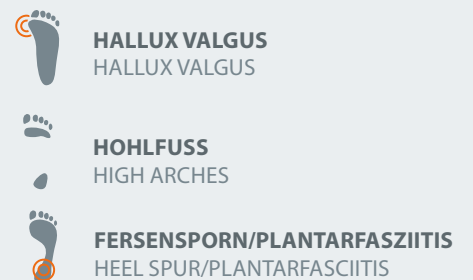 HALLUX VALGUS
HALLUX VALGUS
HOHLFUSS
HIGH ARCHES
FERSENSPORN/PLANTARFASZIITIS
HEEL SPUR/PLANTARFASCIITIS